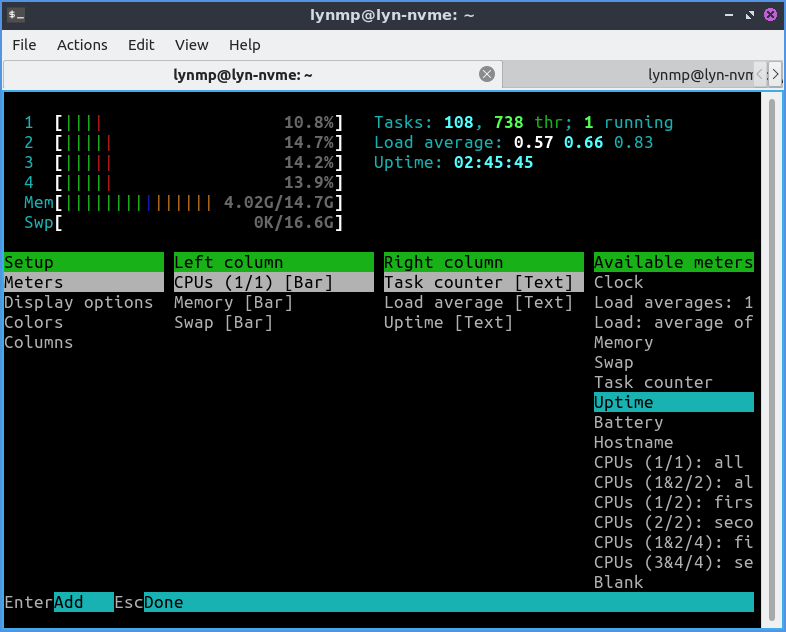 lynmp@lyn-nvme: ~
File Actions Edit View Help
lynmp@lyn-nvme: ~ lynmp@lyn-nvm
1 [|||| 10.8%] Tasks: 108, 738 thr; 1 running
2 [||||| 14.7%] Load average: 0.57 0.66 0.83
3 [||||| 14.2%] Uptime: 02:45:45
4 [||||| 13.9%]
Mem[||||||||||||||| 4.02G/14.7G]
Swp[ 0K/16.6G]
Setup Left column Right column Available meters
Meters CPUs (1/1) [Bar] Task counter [Text] Clock
Display options Memory [Bar] Load average [Text] Load averages: 1
Colors Swap [Bar] Uptime [Text] Load: average of
Columns Memory
Swap
Task counter
Uptime
Battery
Hostname
CPUs (1/1): all
CPUs (1&2/2): al
CPUs (1/2): firs
CPUs (2/2): seco
CPUs (1&2/4): fi
CPUs (3&4/4): se
Blank
EnterAdd EscDone